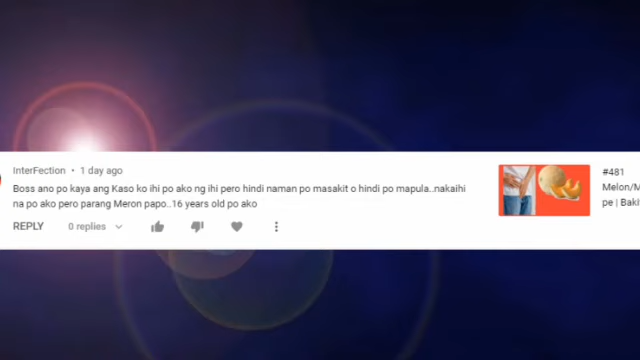 InterFection • 1 day ago
Boss ano po kaya ang Kaso ko ihi po ako ng ihi pero hindi naman po masakit o hindi po mapula..nakaihi
na po ako pero parang Meron papo..16 years old po ako
REPLY 0 replies
#481
Melon/M
pe | Baki